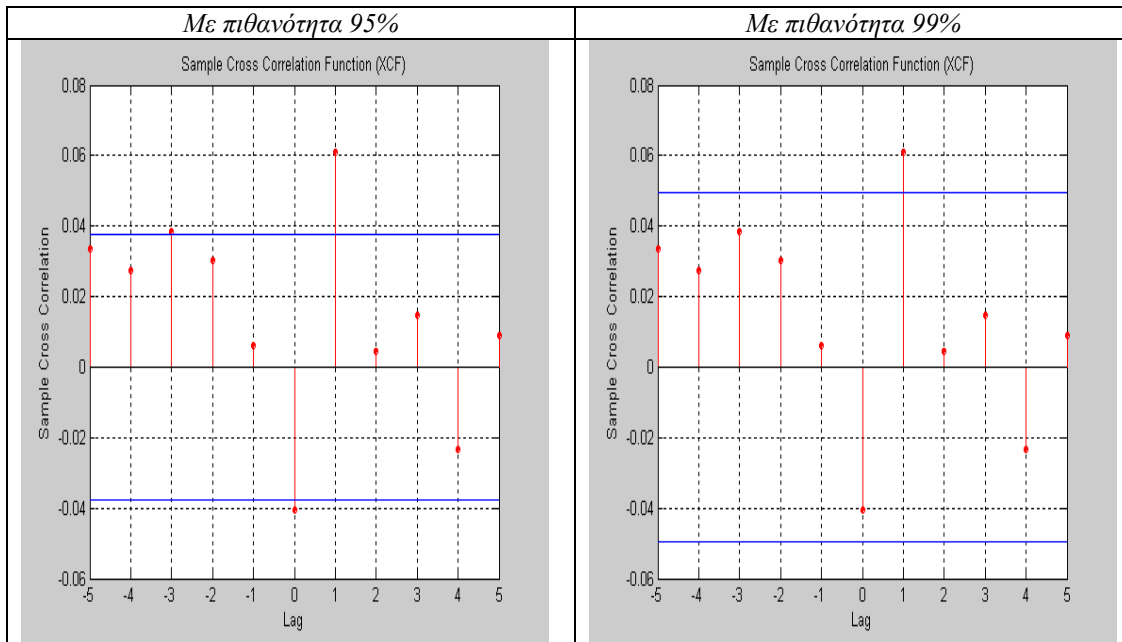 Με πιθανότητα 95%
Με πιθανότητα 99%
Sample Cross Correlation Function (XCF)
0.08
0.06
0.04
0.02
0
-0.02
-0.04
-0.06
Sample Cross Correlation
-5 -4 -3 -2 -1 0 1 2 3 4 5
Lag
Sample Cross Correlation Function (XCF)
0.08
0.06
0.04
0.02
0
-0.02
-0.04
-0.06
Sample Cross Correlation
-5 -4 -3 -2 -1 0 1 2 3 4 5
Lag